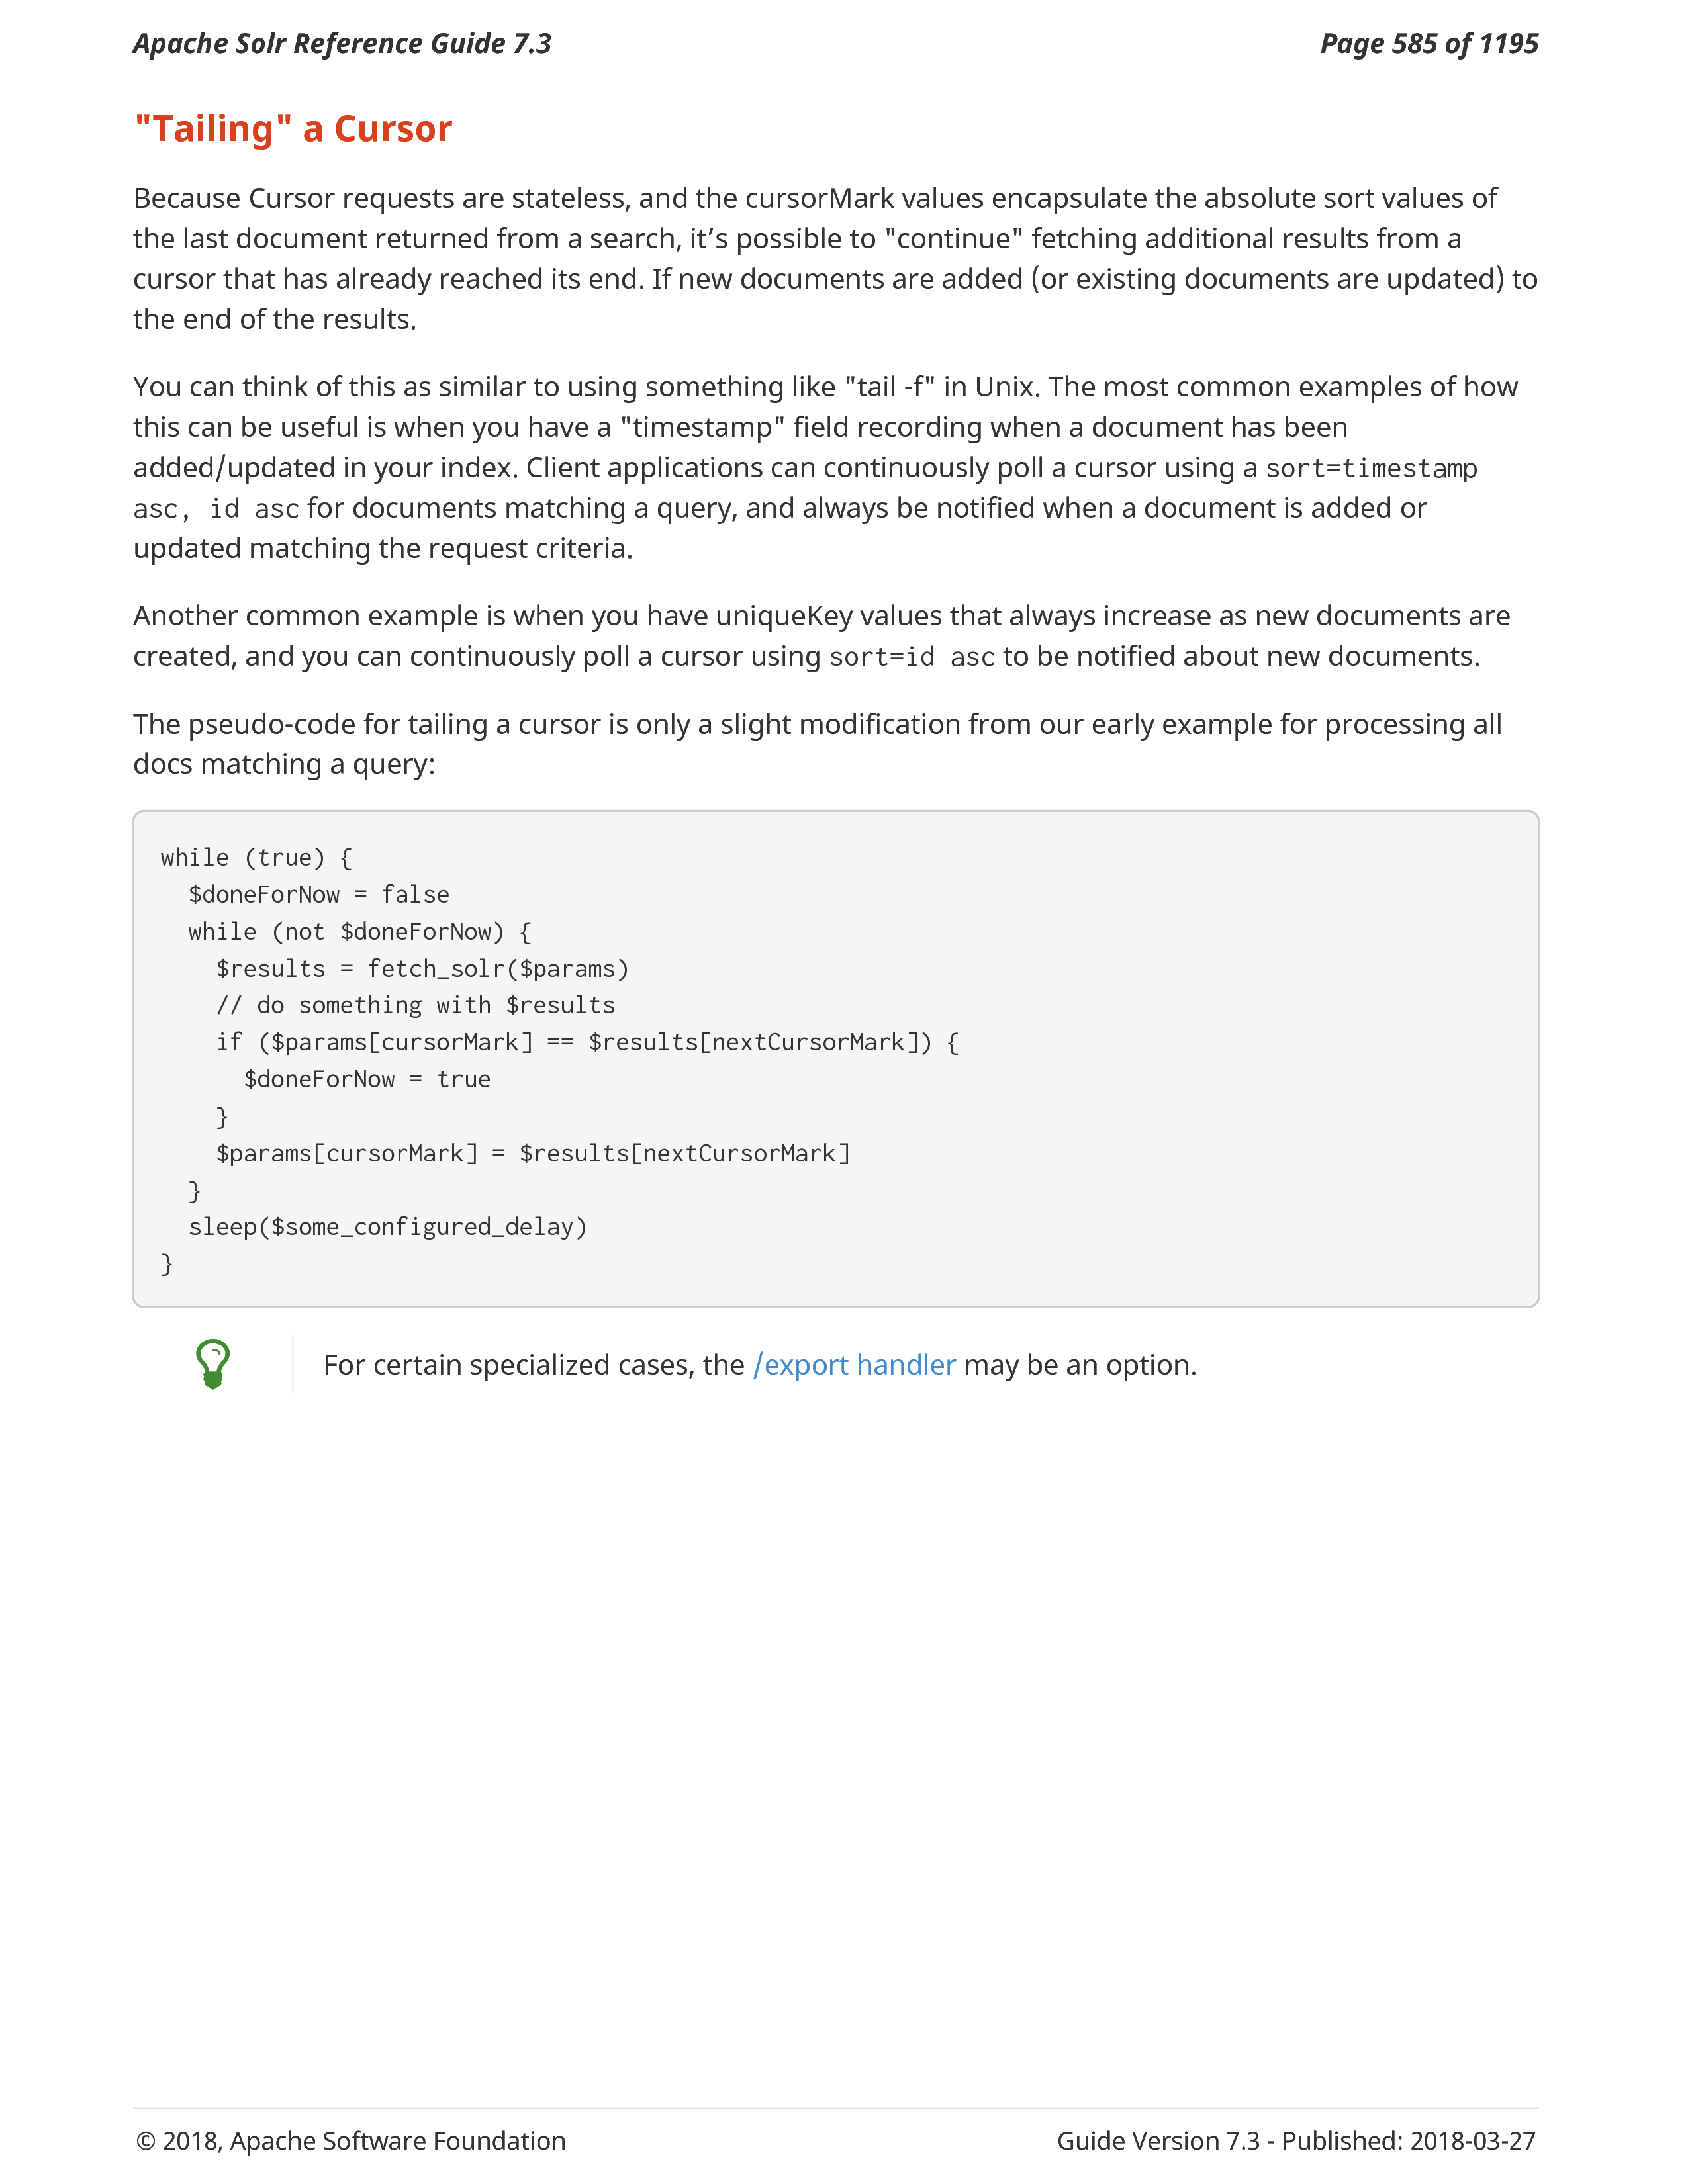 Apache Solr Reference Guide 7.3 Page 585 of 1195
"Tailing" a Cursor
Because Cursor requests are stateless, and the cursorMark values encapsulate the absolute sort values of
the last document returned from a search, it’s possible to "continue" fetching additional results from a
cursor that has already reached its end. If new documents are added (or existing documents are updated) to
the end of the results.
You can think of this as similar to using something like "tail -f" in Unix. The most common examples of how
this can be useful is when you have a "timestamp" field recording when a document has been
added/updated in your index. Client applications can continuously poll a cursor using a sort=timestamp
asc, id asc for documents matching a query, and always be notified when a document is added or
updated matching the request criteria.
Another common example is when you have uniqueKey values that always increase as new documents are
created, and you can continuously poll a cursor using sort=id asc to be notified about new documents.
The pseudo-code for tailing a cursor is only a slight modification from our early example for processing all
docs matching a query:
while (true) {
  $doneForNow = false
  while (not $doneForNow) {
    $results = fetch_solr($params)
    // do something with $results
    if ($params[cursorMark] == $results[nextCursorMark]) {
      $doneForNow = true
    }
    $params[cursorMark] = $results[nextCursorMark]
  }
  sleep($some_configured_delay)
}
For certain specialized cases, the /export handler may be an option.
© 2018, Apache Software Foundation Guide Version 7.3 - Published: 2018-03-27